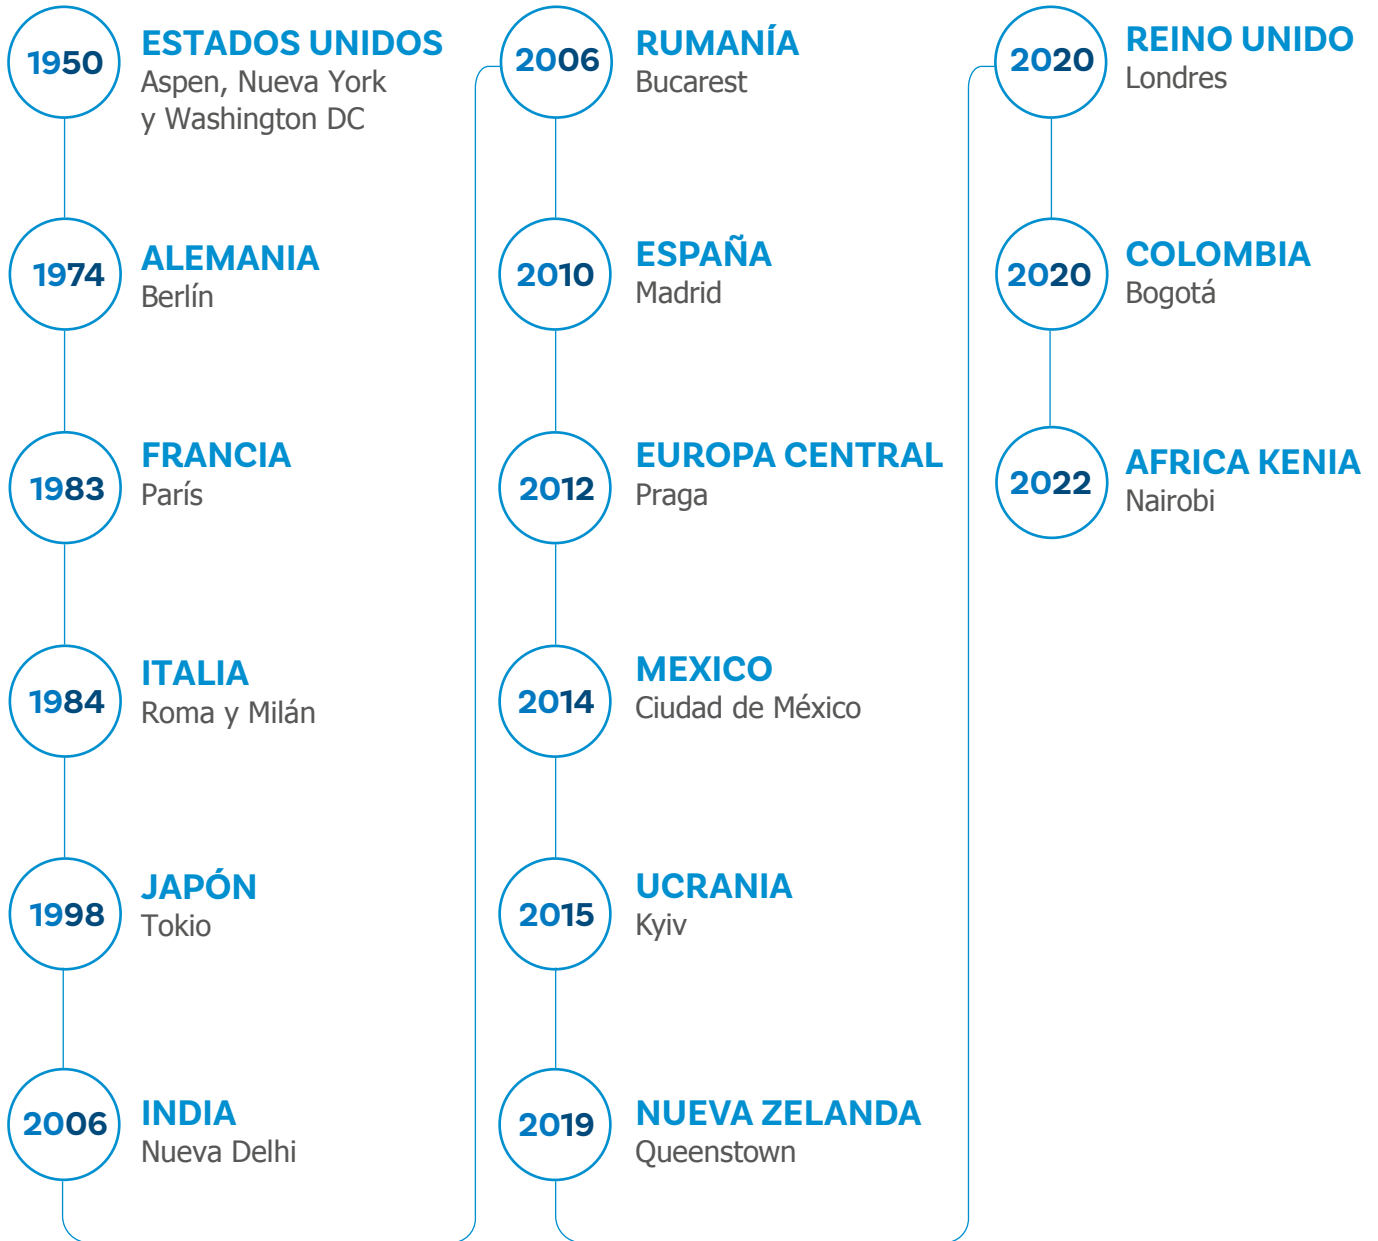 1950
ESTADOS UNIDOS
Aspen, Nueva York
y Washington DC
1974
ALEMANIA
Berlín
1983
FRANCIA
París
1984
ITALIA
Roma y Milán
1998
JAPÓN
Tokio
2006
INDIA
Nueva Delhi
2006
RUMANÍA
Bucarest
2010
ESPAÑA
Madrid
2012
EUROPA CENTRAL
Praga
2014
MEXICO
Ciudad de México
2015
UCRANIA
Kyiv
2019
NUEVA ZELANDA
Queenstown
2020
REINO UNIDO
Londres
2020
COLOMBIA
Bogotá
2022
AFRICA KENIA
Nairobi